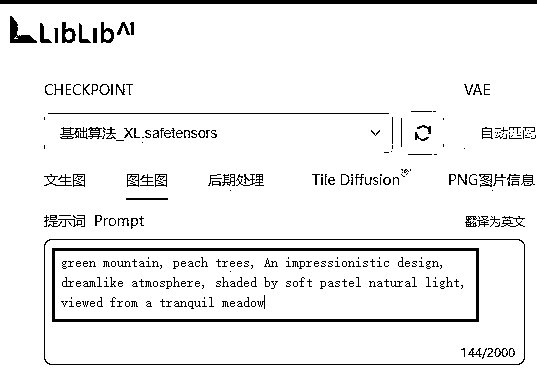 LIBLIBAI
CHECKPOINT
VAE
基础算法_XL.safetensors
自动匹配
文生图 图生图 后期处理 Tile Diffusion PNG图片信息
提示词 Prompt
翻译为英文
green mountain, peach trees, An impressionistic design,
dreamlike atmosphere, shaded by soft pastel natural light,
viewed from a tranquil meadow
144/2000